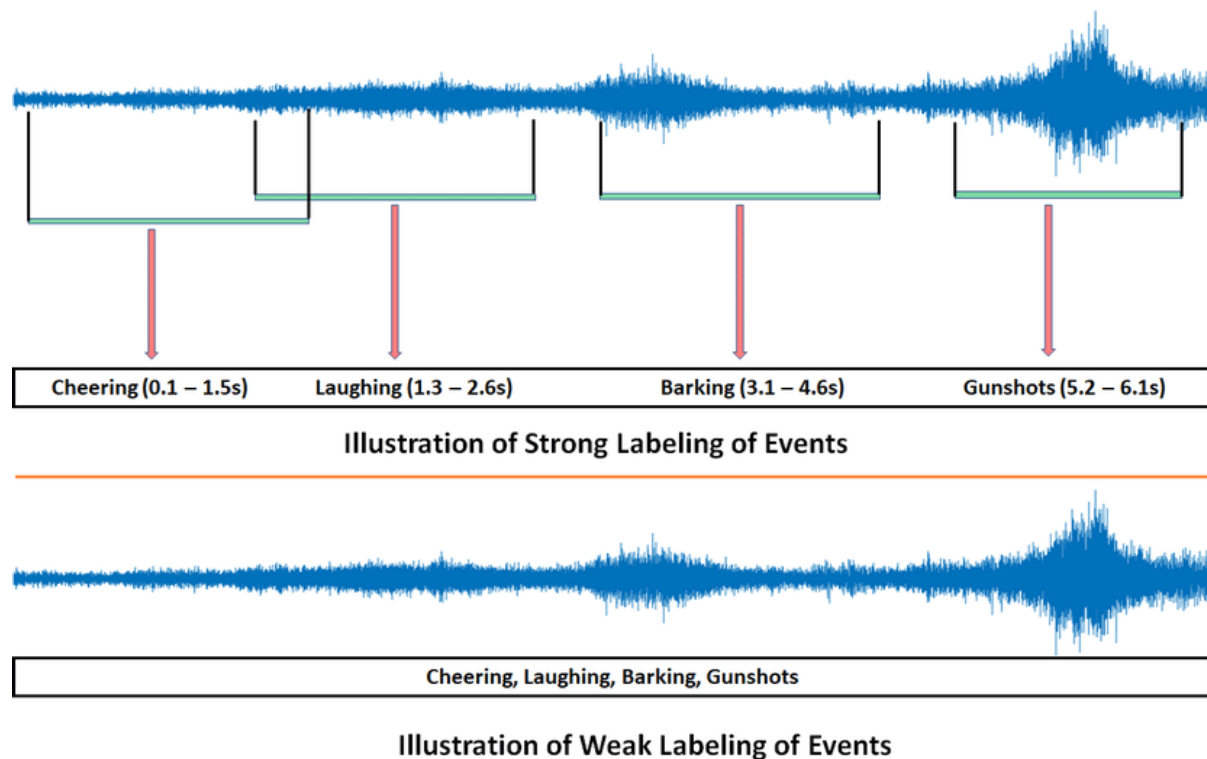 Cheering (0.1 – 1.5s) Laughing (1.3 – 2.6s) Barking (3.1 – 4.6s) Gunshots (5.2 – 6.1s)
Illustration of Strong Labeling of Events
Cheering, Laughing, Barking, Gunshots
Illustration of Weak Labeling of Events